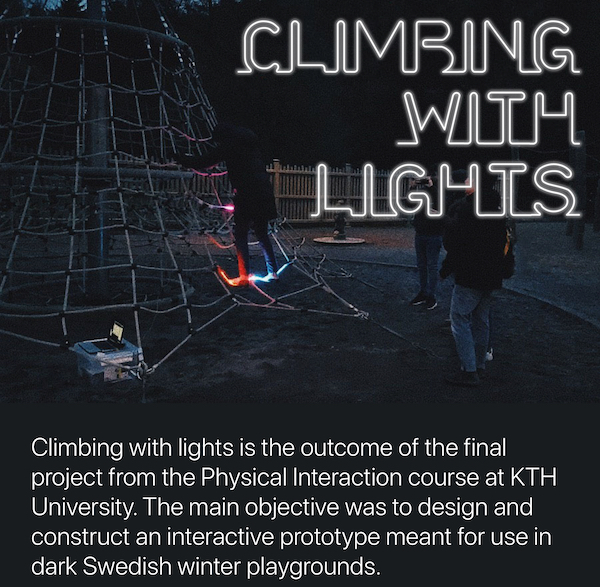 CLIMBING
WITH
LIGHTS
Climbing with lights is the outcome of the final
project from the Physical Interaction course at KTH
University. The main objective was to design and
construct an interactive prototype meant for use in
dark Swedish winter playgrounds.